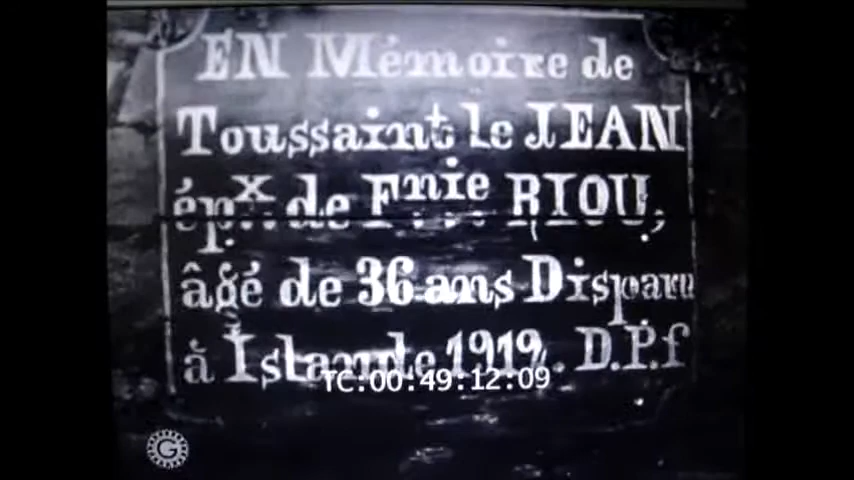 EN Mémoire de
Toussaint le JEAN
épx de Fnie RIOU,
âgé de 36 ans Disparu
à Islande 1919. D.P.f
TC:00:49:12:09
G